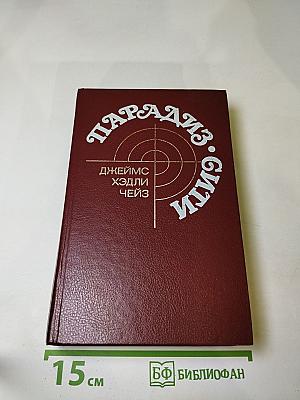 ПАРАДИЗ · СИТИ
ДЖЕЙМС
ХЭДЛИ
ЧЕЙЗ
15 см
БФ БИБЛИОФАН